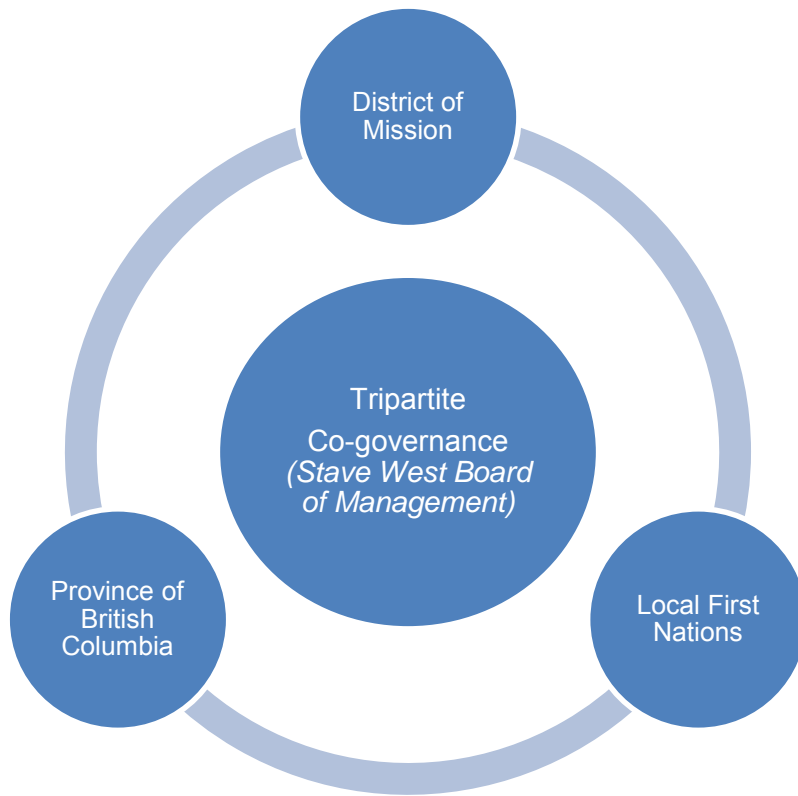 District of
Mission
Tripartite
Co-governance
(Stave West Board
of Management)
Province of
British
Columbia
Local First
Nations